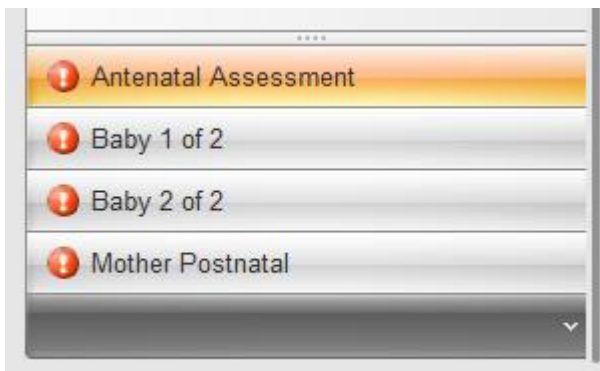 Antenatal Assessment
Baby 1 of 2
Baby 2 of 2
Mother Postnatal